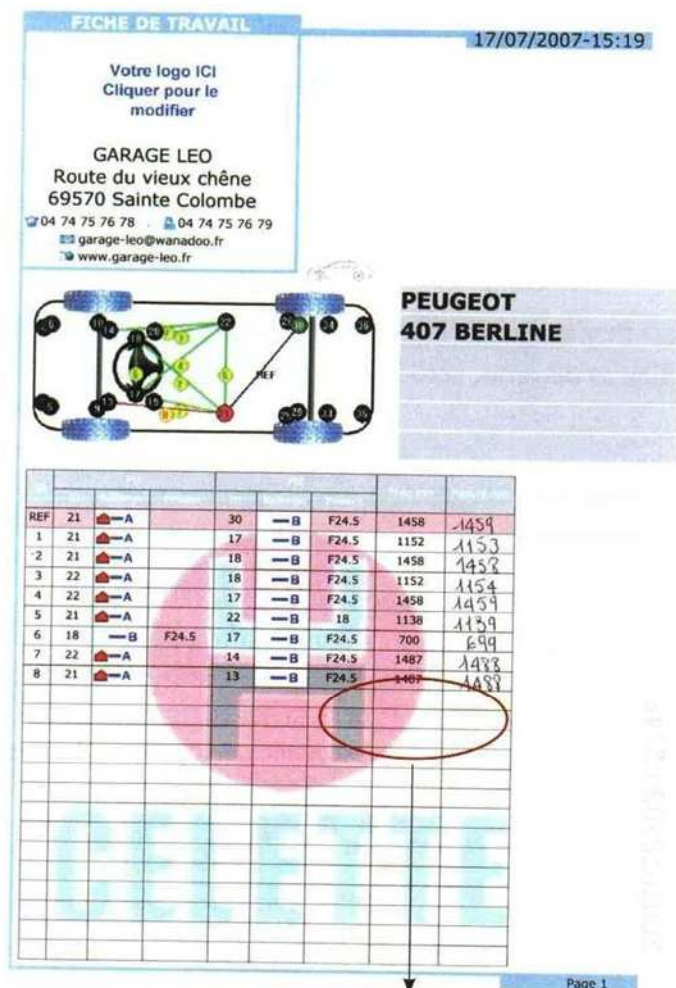 FICHE DE TRAVAIL
17/07/2007-15:19
Votre logo ICI
Cliquer pour le
modifier
GARAGE LEO
Route du vieux chêne
69570 Sainte Colombe
04 74 75 76 78 . 04 74 75 76 79
garage-leo@wanadoo.fr
www.garage-leo.fr
PEUGEOT
407 BERLINE
REF
REF 21 A 30 B F24.5 1458 1459
1 21 A 17 B F24.5 1152 1153
2 21 A 18 B F24.5 1458 1458
3 22 A 18 B F24.5 1152 1154
4 22 A 17 B F24.5 1458 1459
5 21 A 22 B 18 1138 1139
6 18 B F24.5 17 B F24.5 700 699
7 22 A 14 B F24.5 1487 1488
8 21 A 13 B F24.5 1487 1488
CELETTE
Page 1